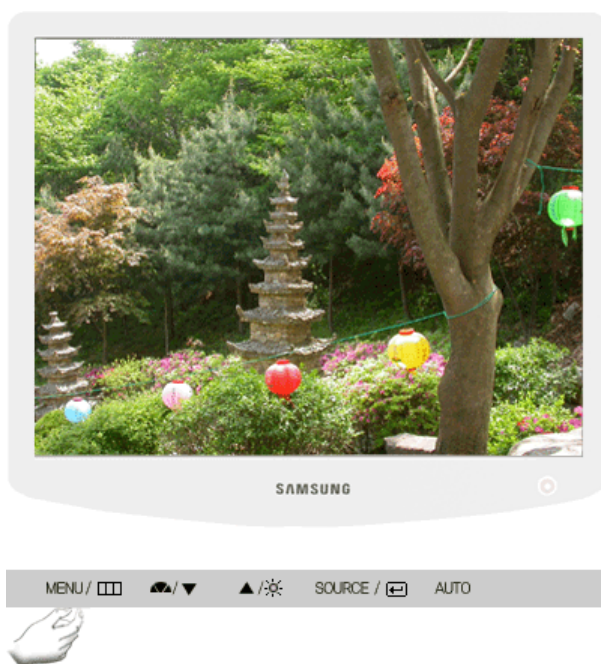 SAMSUNG
MENU / / ▼ ▲ / SOURCE / AUTO